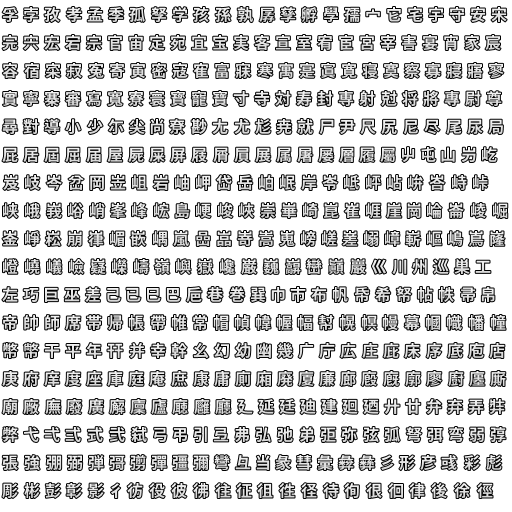 孚孛孜孝孟季孤孥学孩孫孰孱孳孵學孺宀它宅宇守安宋
完宍宏宕宗官宙定宛宜宝実客宣室宥宦宮宰害宴宵家宸
容宿寂寃寄寅密寇富寐寒寓寔寞寛寝寞察寡寢寤寥
實寧寨審寫寬寮寰寶寵寸寺対寿封専射尅将將專尉尊
尋對導小少尓尖尚尠尢尤尨尭就尸尹尺尻尼尽尾尿局
屁居屆屈届屋屍屎屏屐屑展属屠屡層履屬屮屯山屶屹
岌岐岑岔岡岩岫岬岱岳岷岸岻岼岾峅峇峙
峡峨峩峪峭峯峰島峻峽崇崋崎崑崔崖崗崘崙崚崛
崢崧崩嵂嵋嵌嵎嵐嵒嵜嵩嵬嵳嵯嶂嶄嶇嶋嶌
嶝嶢嶬嶮嶷嶸嶹嶺嶼嶽巉巌巍巒巓巖巛川州巡巣工
左巧巨巫差己已巳巴后巷巻巽巾市布帆希帑帖帙帚帛
帝帥師席帯帰帳帶帷常帽幀幃幄幅幇幌幔幕幗幟幡幢
幣幤干平年幵并幸幹幺幻幼幽幾广庁広庄庇床序底庖店
庚府庠度座庫庭庵庶康庸廁廂廃廈廉廊廏廐廓廖廚廛廝
廟廠廡廢廣廨廩廬廱廳廰廴延廷廸建廻廼廾廿弁弃弄弉
弊弋弌弍式弐弑弓弔引弖弗弘弛弟弥弦弧弩弭弯弱弴
張強弸弼弾彁彈彊彌彎彑当彖彗彙彜彝彡形彦彧彩彪
彫彬彭彰影彳彷役彼彿往征徂徃径待徇很徊律後徐徑